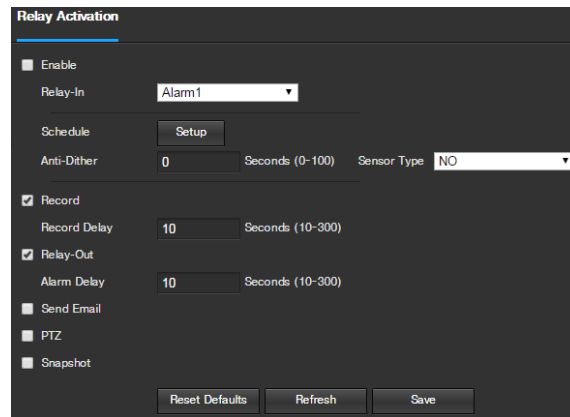 Relay Activation
Enable
Relay-In Alarm1
Schedule Setup
Anti-Dither 0 Seconds (0-100) Sensor Type NO
Record
Record Delay 10 Seconds (10-300)
Relay-Out
Alarm Delay 10 Seconds (10-300)
Send Email
PTZ
Snapshot
Reset Defaults Refresh Save